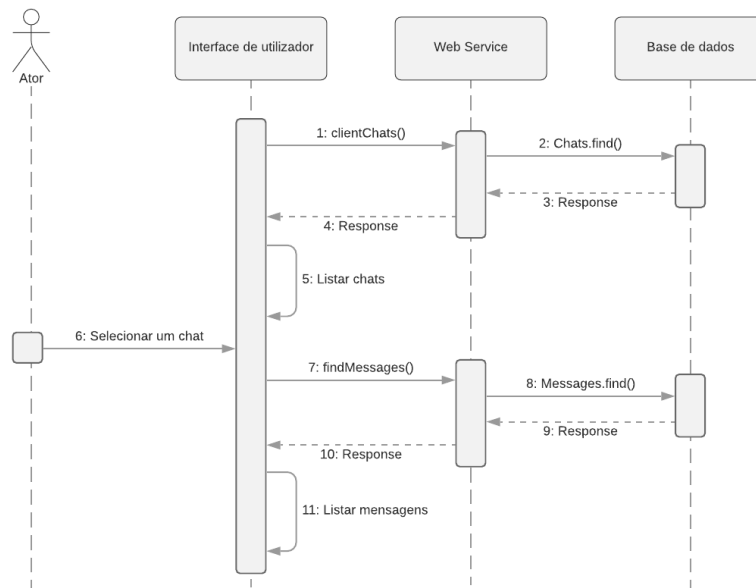 Ator
Interface de utilizador
Web Service
Base de dados
1: clientChats()
2: Chats.find()
3: Response
4: Response
5: Listar chats
6: Selecionar um chat
7: findMessages()
8: Messages.find()
9: Response
10: Response
11: Listar mensagens